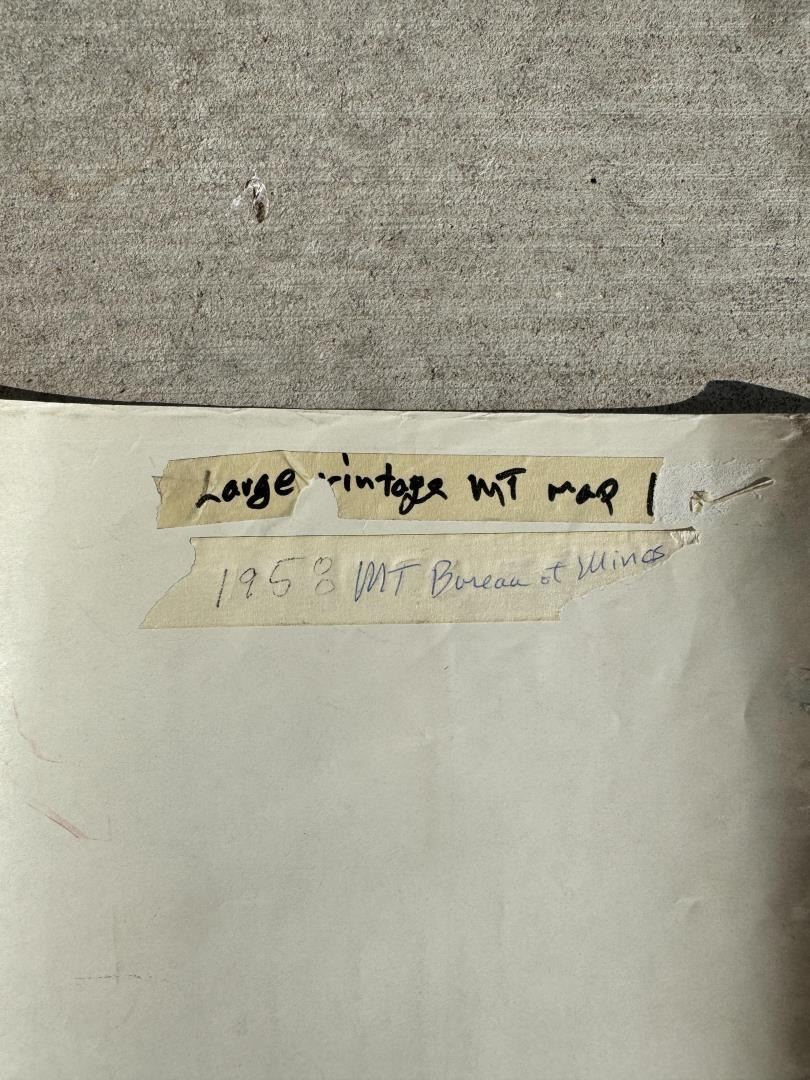 Large vintage MT map 1
1958 MT Bureau of Mines